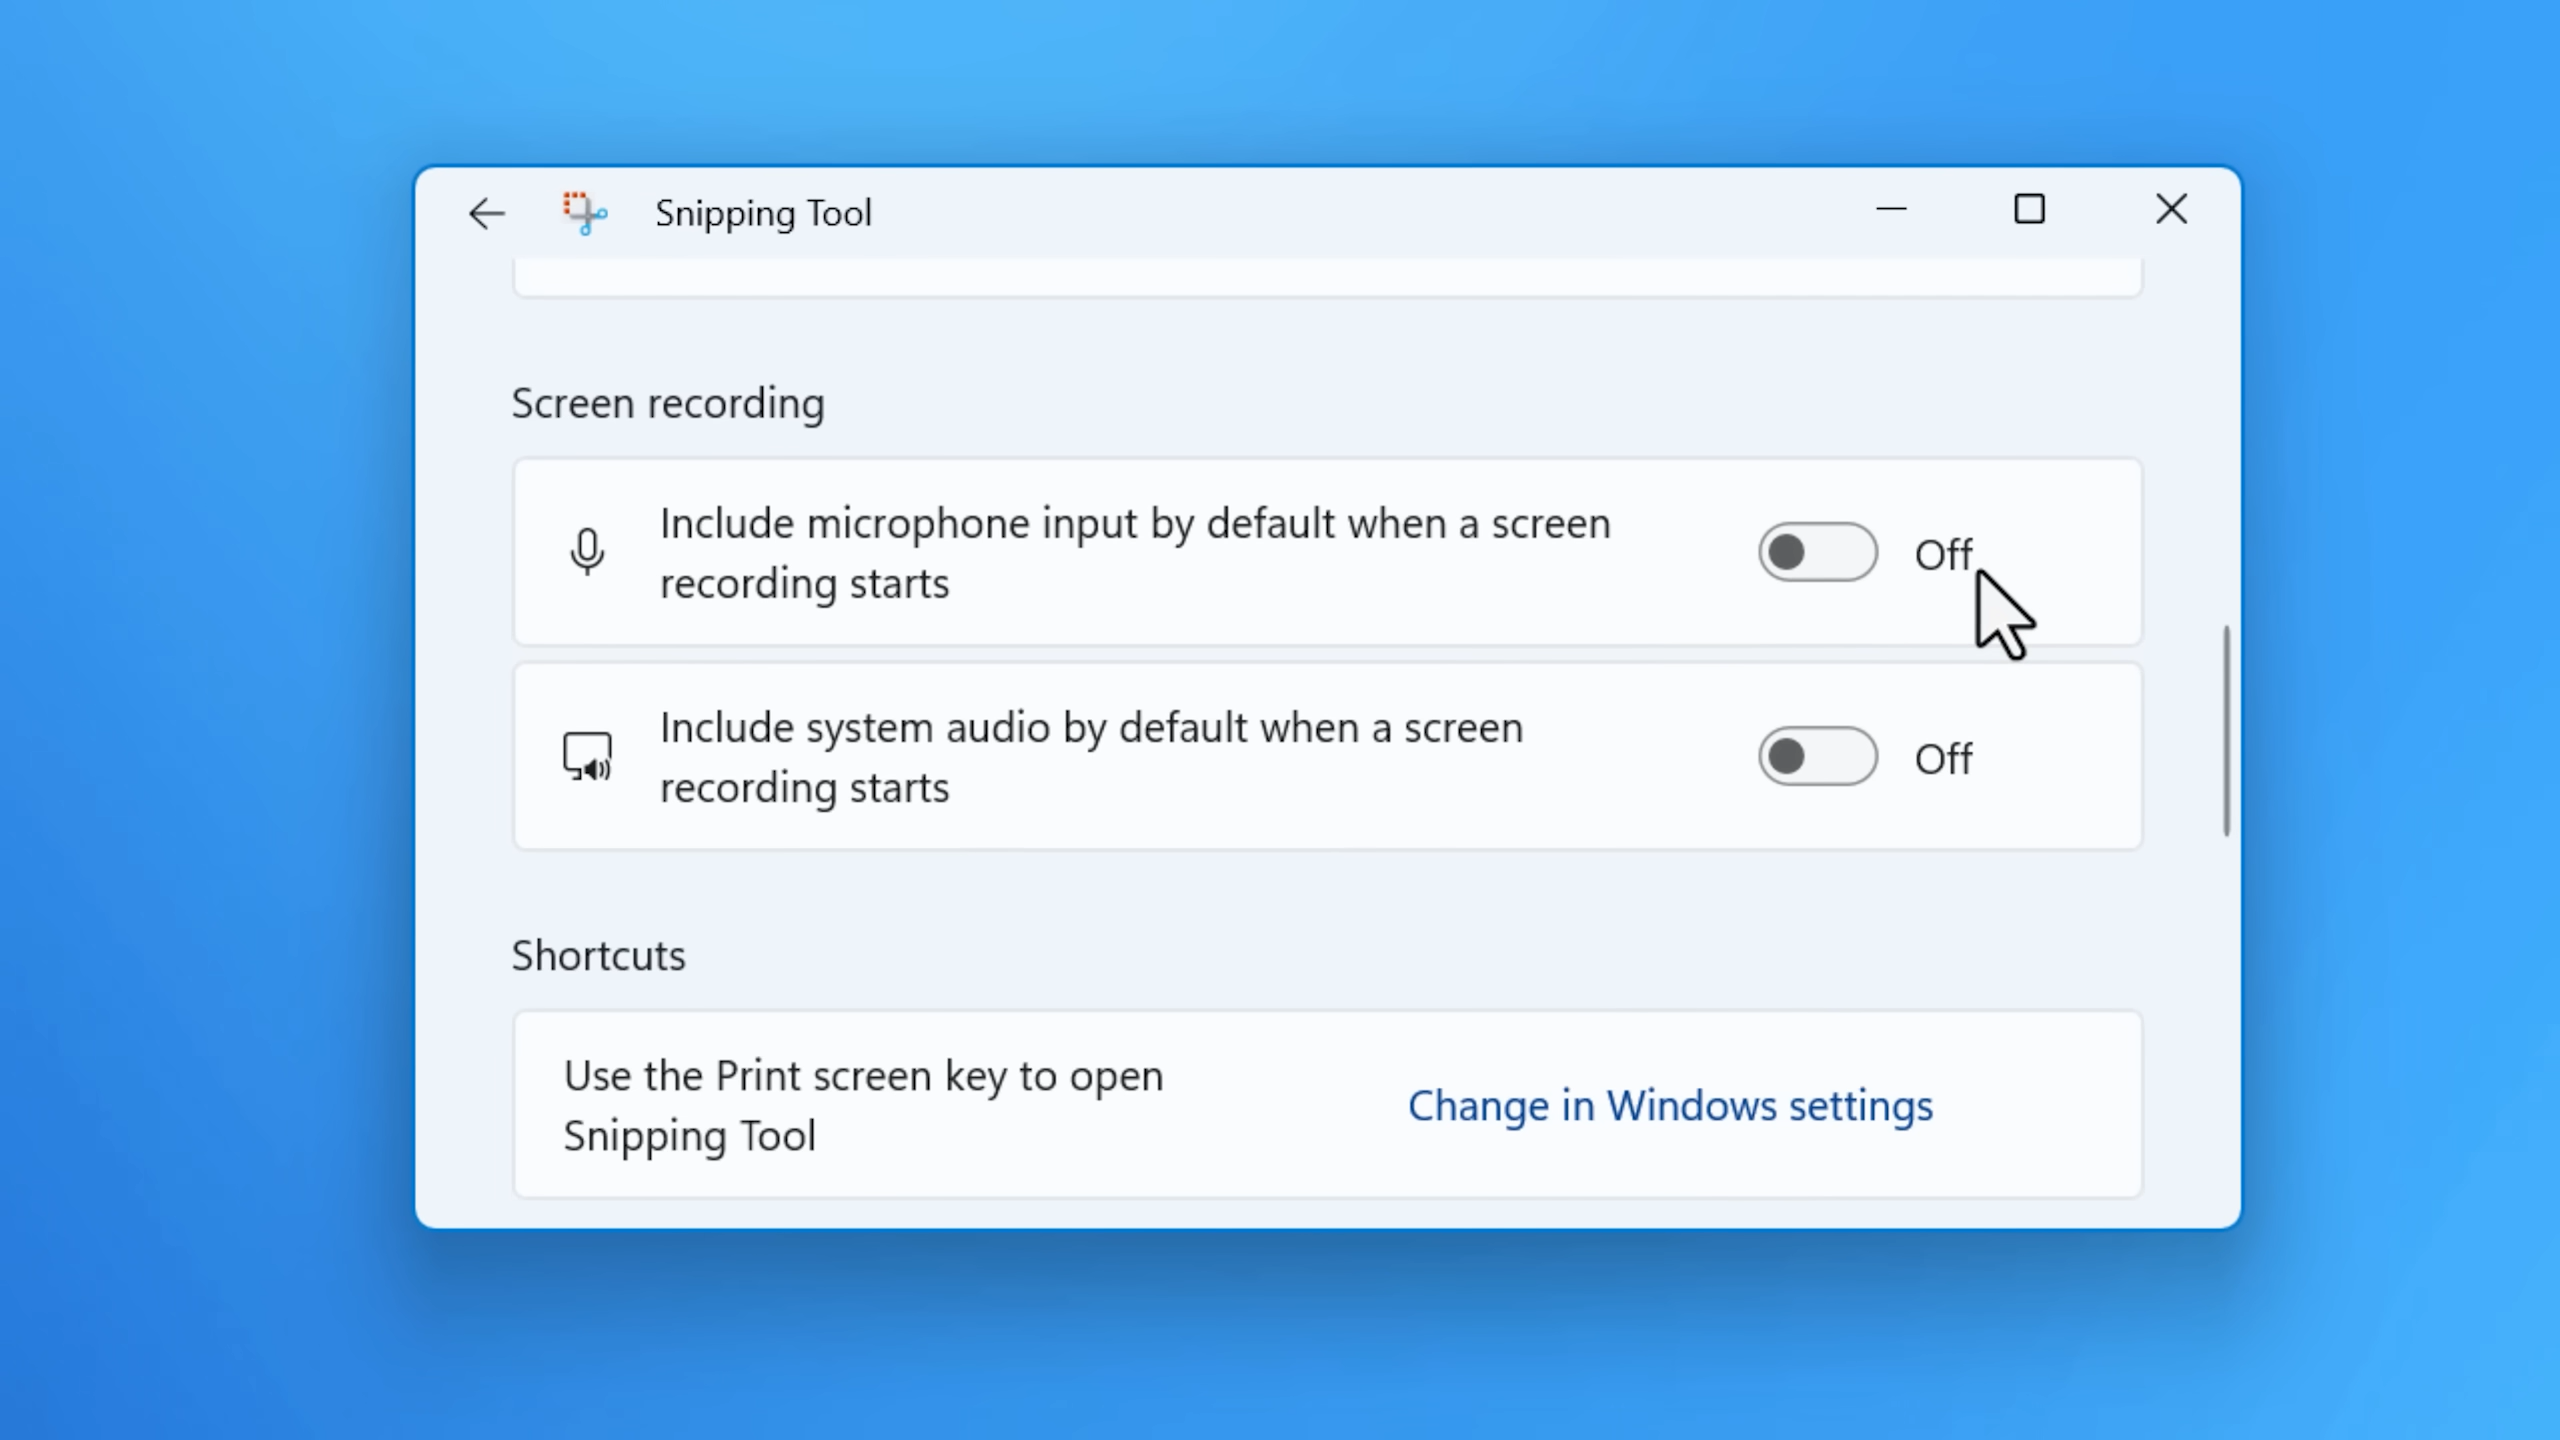 Snipping Tool
Screen recording
Include microphone input by default when a screen
recording starts
Off
Include system audio by default when a screen
recording starts
Off
Shortcuts
Use the Print screen key to open
Snipping Tool
Change in Windows settings